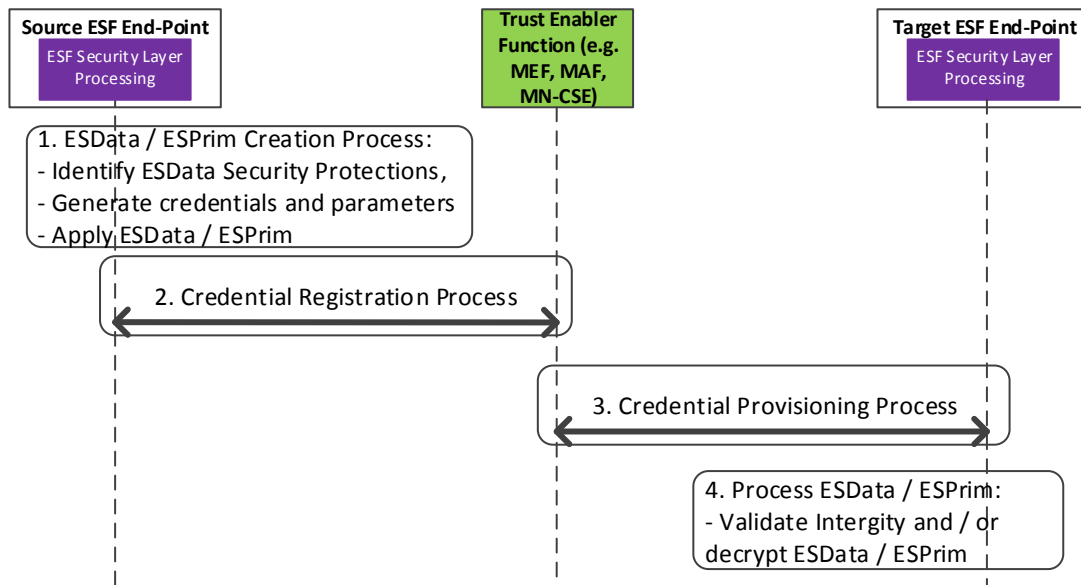 Source ESF End-Point
ESF Security Layer
Processing
Trust Enabler
Function (e.g.
MEF, MAF,
MN-CSE)
Target ESF End-Point
ESF Security Layer
Processing
1. ESData / ESPrim Creation Process:
- Identify ESData Security Protections,
- Generate credentials and parameters
- Apply ESData / ESPrim
2. Credential Registration Process
3. Credential Provisioning Process
4. Process ESData / ESPrim:
- Validate Intergity and / or
decrypt ESData / ESPrim